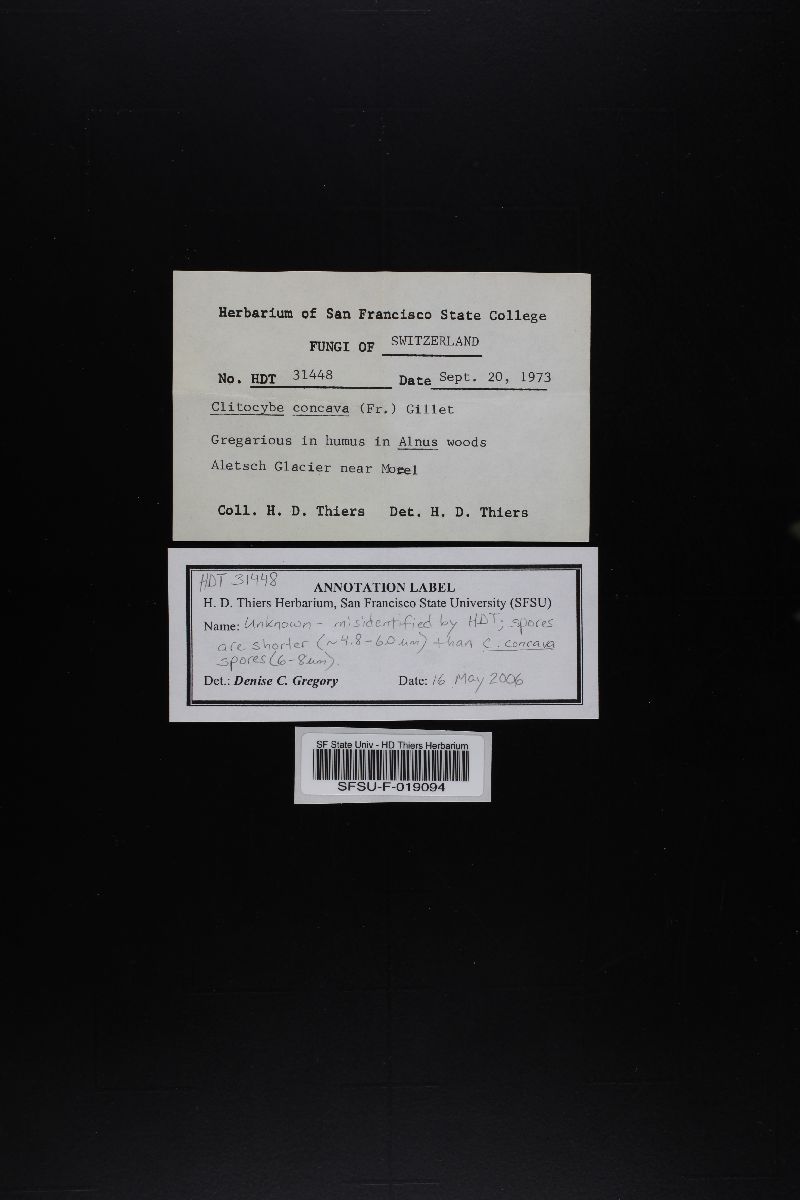 Herbarium of San Francisco State College
FUNGI OF SWITZERLAND
No. HDT 31448 Date Sept. 20, 1973
Clitocybe concava (Fr.) Gillet
Gregarious in humus in Alnus woods
Aletsch Glacier near Morel
Coll. H. D. Thiers Det. H. D. Thiers
HDT 31448
ANNOTATION LABEL
H. D. Thiers Herbarium, San Francisco State University (SFSU)
Name: Unknown - misidentified by HDT; spores
are shorter (~4.8-6.0 um) than C. concava
spores (6-8um).
Det.: Denise C. Gregory Date: 16 May 2006
SF State Univ - HD Thiers Herbarium
SFSU-F-019094